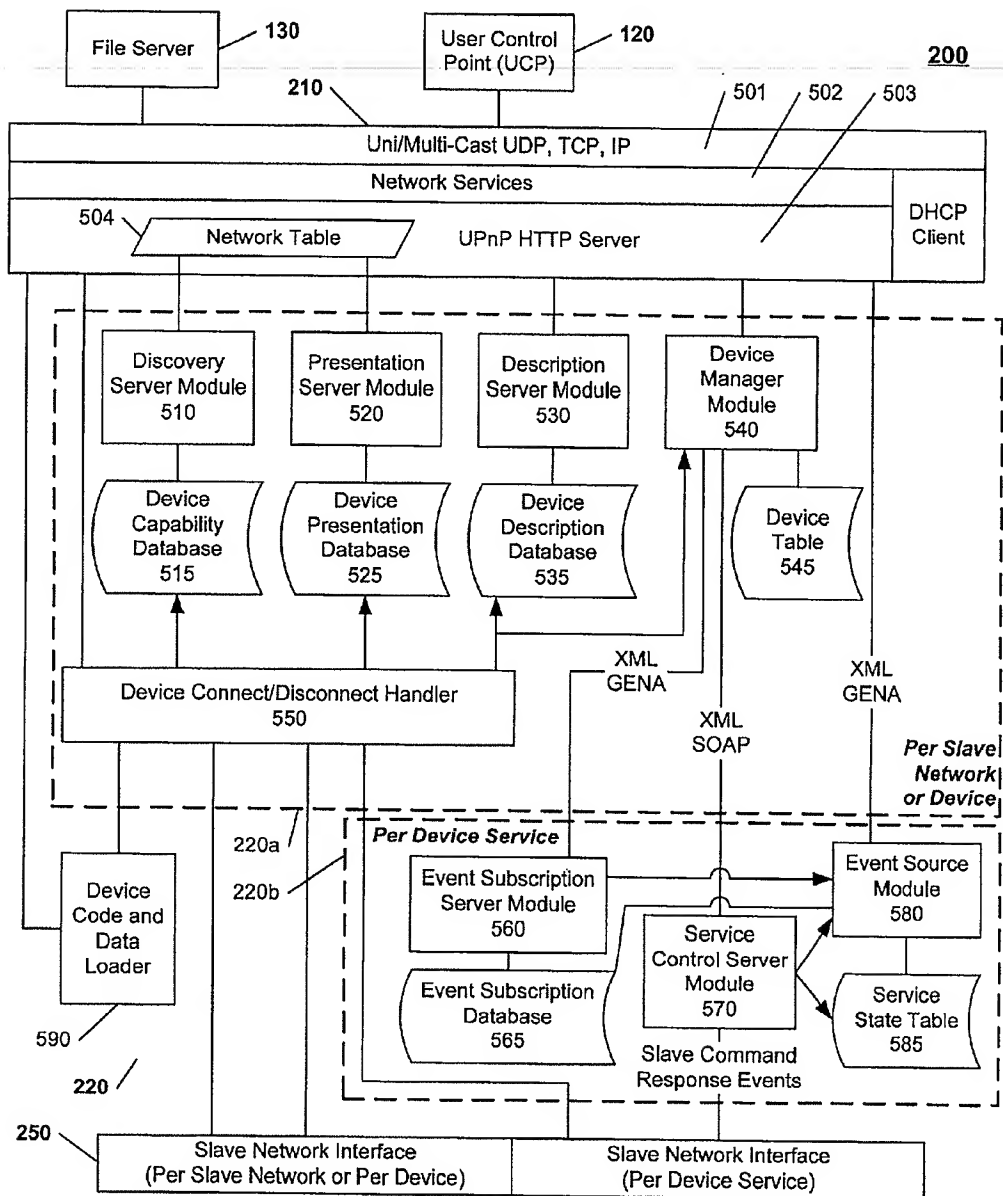 File Server
130
User Control
Point (UCP)
120
200
210
501
502
503
Uni/Multi-Cast UDP, TCP, IP
Network Services
DHCP
Client
504
Network Table
UPnP HTTP Server
Discovery
Server Module
510
Presentation
Server Module
520
Description
Server Module
530
Device
Manager
Module
540
Device
Capability
Database
515
Device
Presentation
Database
525
Device
Description
Database
535
Device
Table
545
XML
GENA
XML
SOAP
XML
GENA
Device Connect/Disconnect Handler
550
Per Slave
Network
or Device
220a
220b
Per Device Service
Device
Code and
Data
Loader
590
220
Event Subscription
Server Module
560
Event Subscription
Database
565
Service
Control Server
Module
570
Event Source
Module
580
Service
State Table
585
Slave Command
Response Events
250
Slave Network Interface
(Per Slave Network or Per Device)
Slave Network Interface
(Per Device Service)